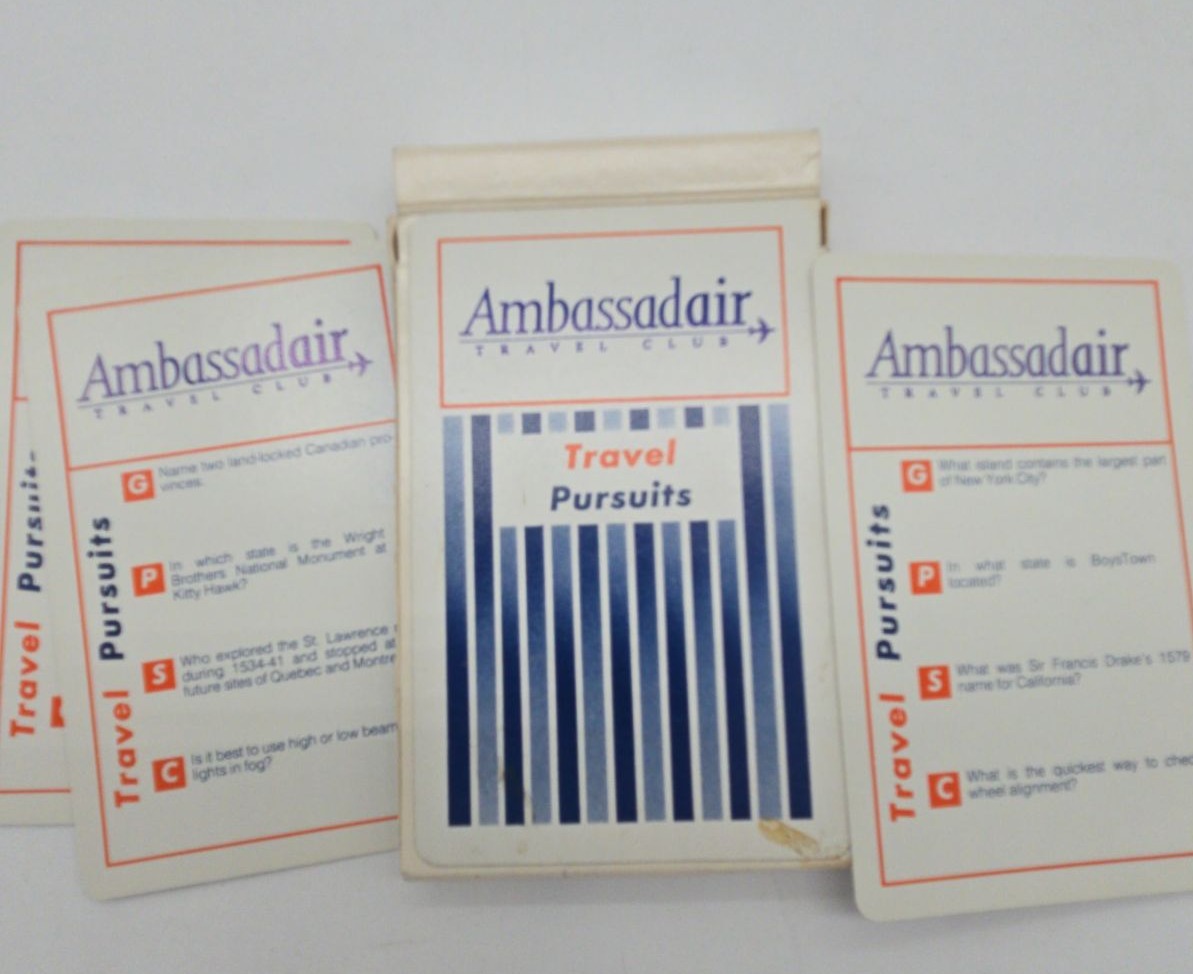 Travel Pursuits
Ambassadair
TRAVEL CLUB
Travel Pursuits
G Name two land-locked Canadian pro-
vinces.
P In which state is the Wright
Brothers National Monument at
Kitty Hawk?
S Who explored the St. Lawrence
during 1534-41 and stopped at
future sites of Quebec and Montre
C Is it best to use high or low beam
lights in fog?
Ambassadair
TRAVEL CLUB
Travel
Pursuits
Ambassadair
TRAVEL CLUB
Travel Pursuits
G What island contains the largest part
of New York City?
P In what state is BoysTown
located?
S What was Sir Francis Drake's 1579
name for California?
C What is the quickest way to chec
wheel alignment?